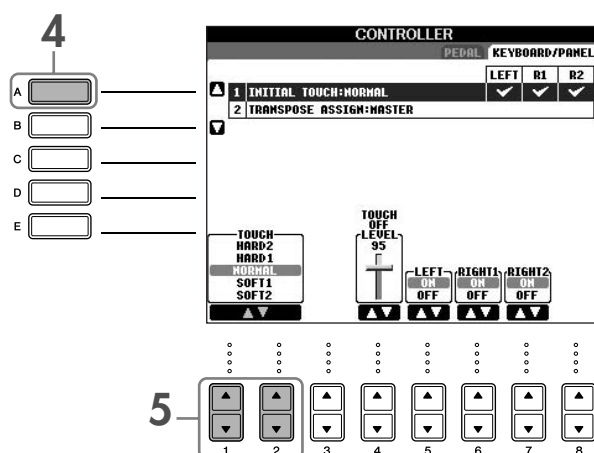 4
CONTROLLER
PEDAL KEYBOARD/PANEL
LEFT R1 R2
A
1 INITIAL TOUCH:NORMAL
B
2 TRANSPOSE ASSIGN:MASTER
C
D
E
TOUCH
HARD2
HARD1
NORMAL
SOFT1
SOFT2
TOUCH
OFF
LEVEL
95
LEFT
ON
OFF
RIGHT1
ON
OFF
RIGHT2
ON
OFF
5
1 2 3 4 5 6 7 8